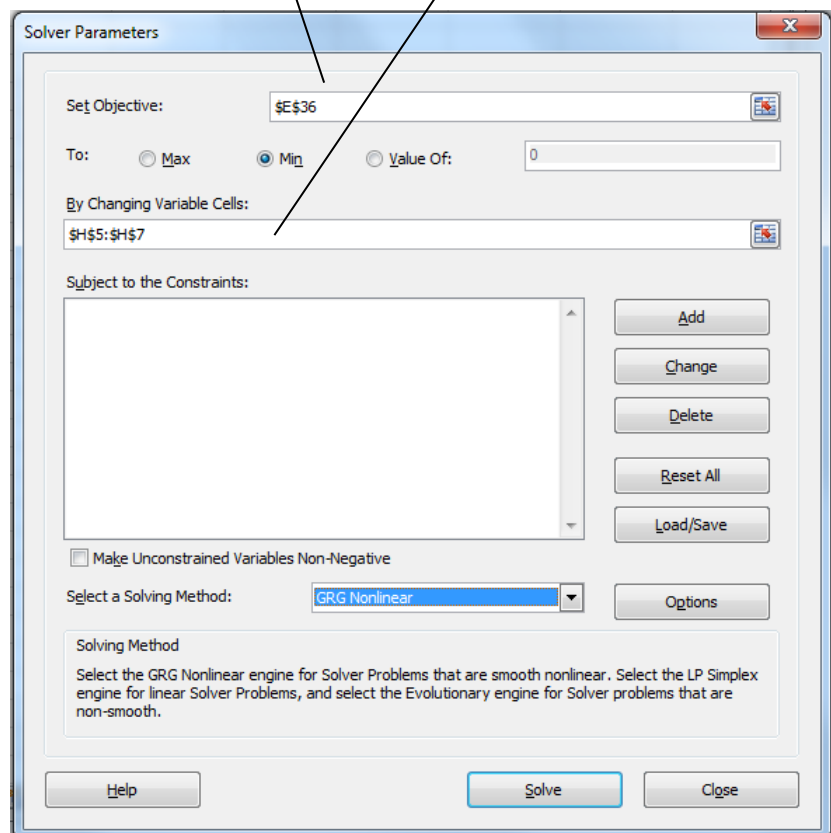 Solver Parameters
Set Objective:
$E$36
To:
Max
Min
Value Of:
0
By Changing Variable Cells:
$H$5:$H$7
Subject to the Constraints:
Add
Change
Delete
Reset All
Load/Save
Make Unconstrained Variables Non-Negative
Select a Solving Method:
GRG Nonlinear
Options
Solving Method
Select the GRG Nonlinear engine for Solver Problems that are smooth nonlinear. Select the LP Simplex
engine for linear Solver Problems, and select the Evolutionary engine for Solver problems that are
non-smooth.
Help
Solve
Close